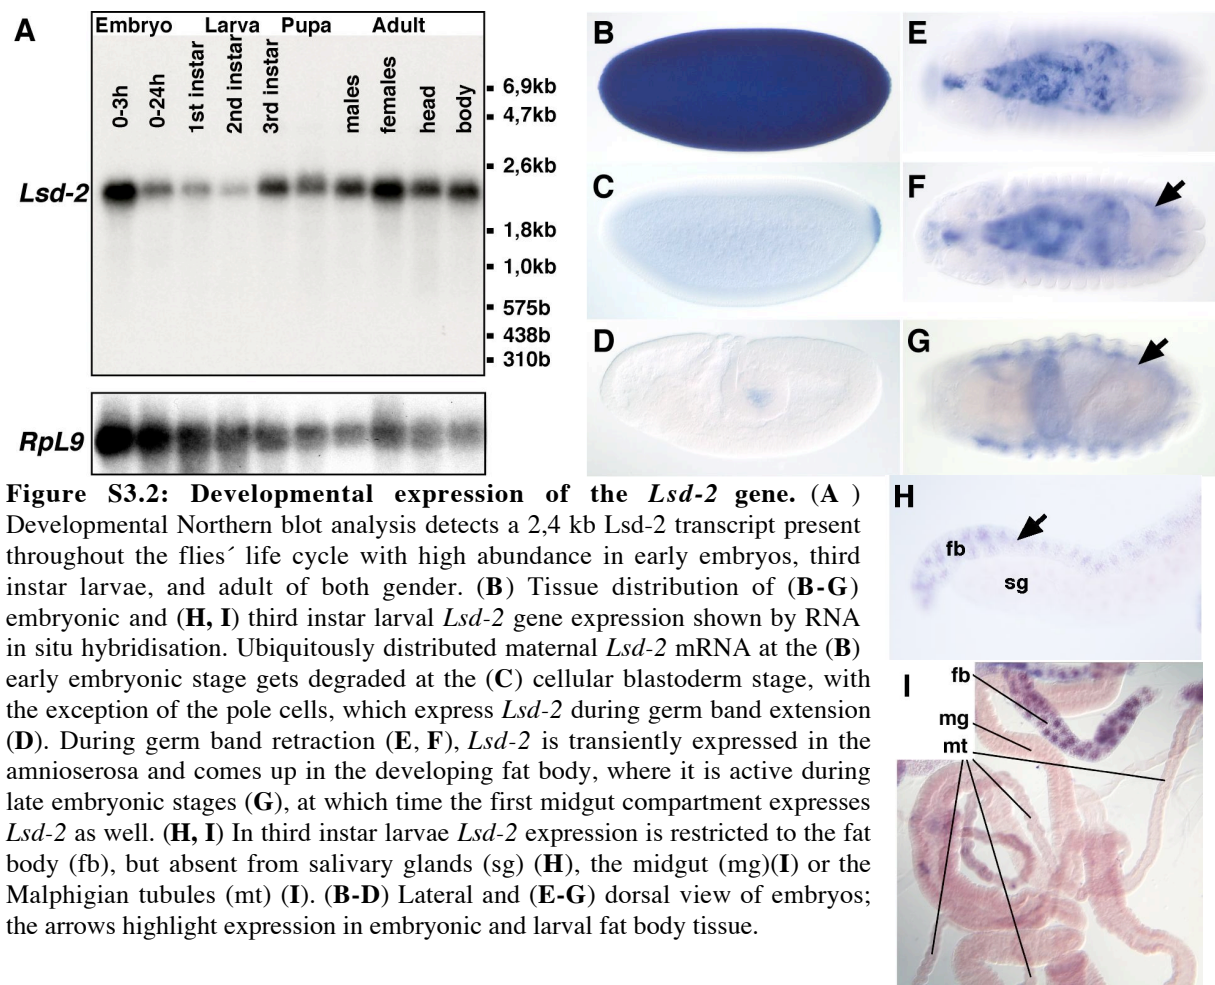 A
Embryo Larva Pupa Adult
0-3h
0-24h
1st instar
2nd instar
3rd instar
males
females
head
body
6,9kb
4,7kb
2,6kb
1,8kb
1,0kb
575b
438b
310b
Lsd-2
RpL9
B
C
D
E
F
G
Figure S3.2: Developmental expression of the Lsd-2 gene. (A )
Developmental Northern blot analysis detects a 2,4 kb Lsd-2 transcript present
throughout the flies´ life cycle with high abundance in early embryos, third
instar larvae, and adult of both gender. (B) Tissue distribution of (B-G)
embryonic and (H, I) third instar larval Lsd-2 gene expression shown by RNA
in situ hybridisation. Ubiquitously distributed maternal Lsd-2 mRNA at the (B)
early embryonic stage gets degraded at the (C) cellular blastoderm stage, with
the exception of the pole cells, which express Lsd-2 during germ band extension
(D). During germ band retraction (E, F), Lsd-2 is transiently expressed in the
amnioserosa and comes up in the developing fat body, where it is active during
late embryonic stages (G), at which time the first midgut compartment expresses
Lsd-2 as well. (H, I) In third instar larvae Lsd-2 expression is restricted to the fat
body (fb), but absent from salivary glands (sg) (H), the midgut (mg)(I) or the
Malphigian tubules (mt) (I). (B-D) Lateral and (E-G) dorsal view of embryos;
the arrows highlight expression in embryonic and larval fat body tissue.
H
fb
sg
I
fb
mg
mt